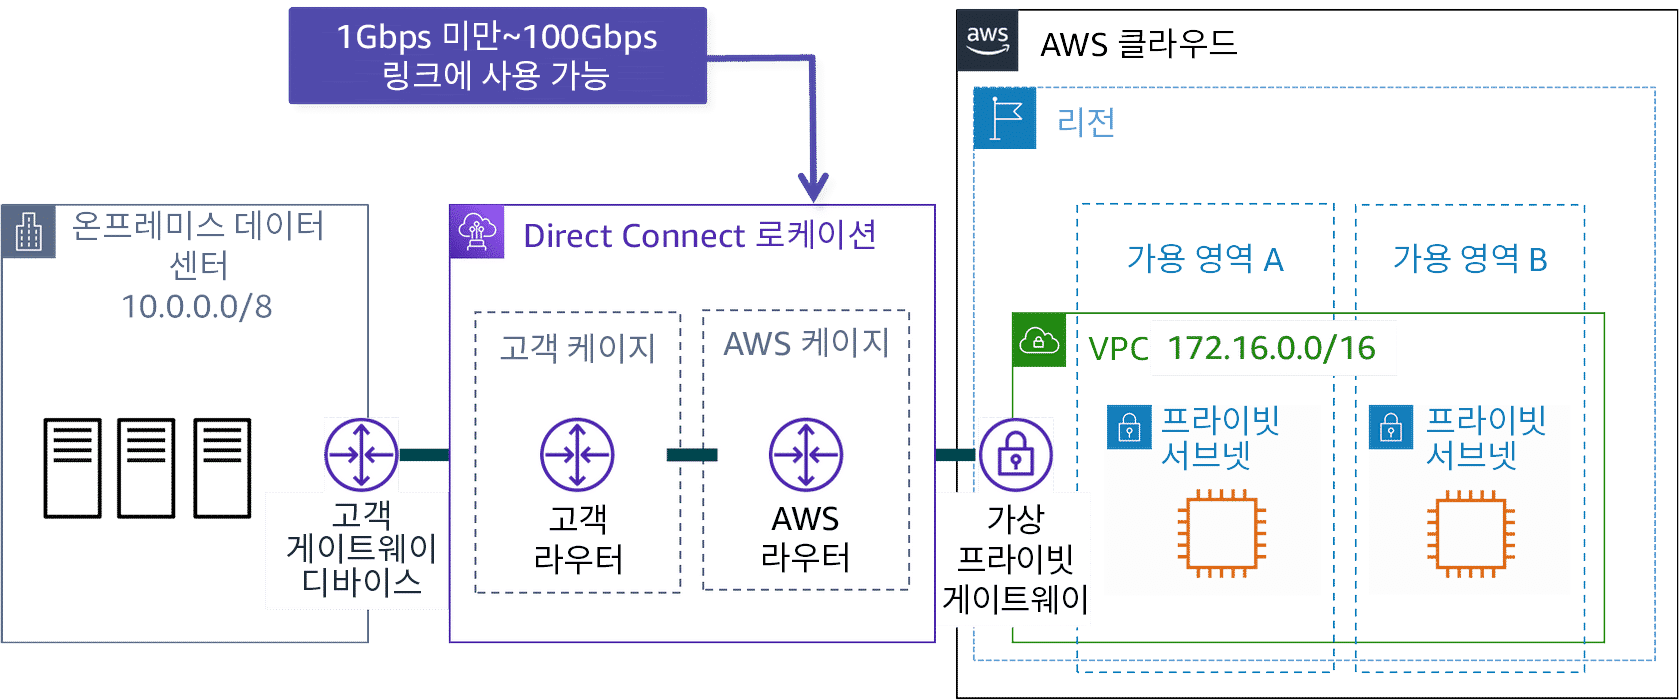 1Gbps 미만~100Gbps
링크에 사용 가능
aws
AWS 클라우드
리전
온프레미스 데이터
센터
10.0.0.0/8
Direct Connect 로케이션
가용 영역 A
가용 영역 B
고객 케이지
AWS 케이지
VPC 172.16.0.0/16
프라이빗
서브넷
프라이빗
서브넷
고객
게이트웨이
디바이스
고객
라우터
AWS
라우터
가상
프라이빗
게이트웨이